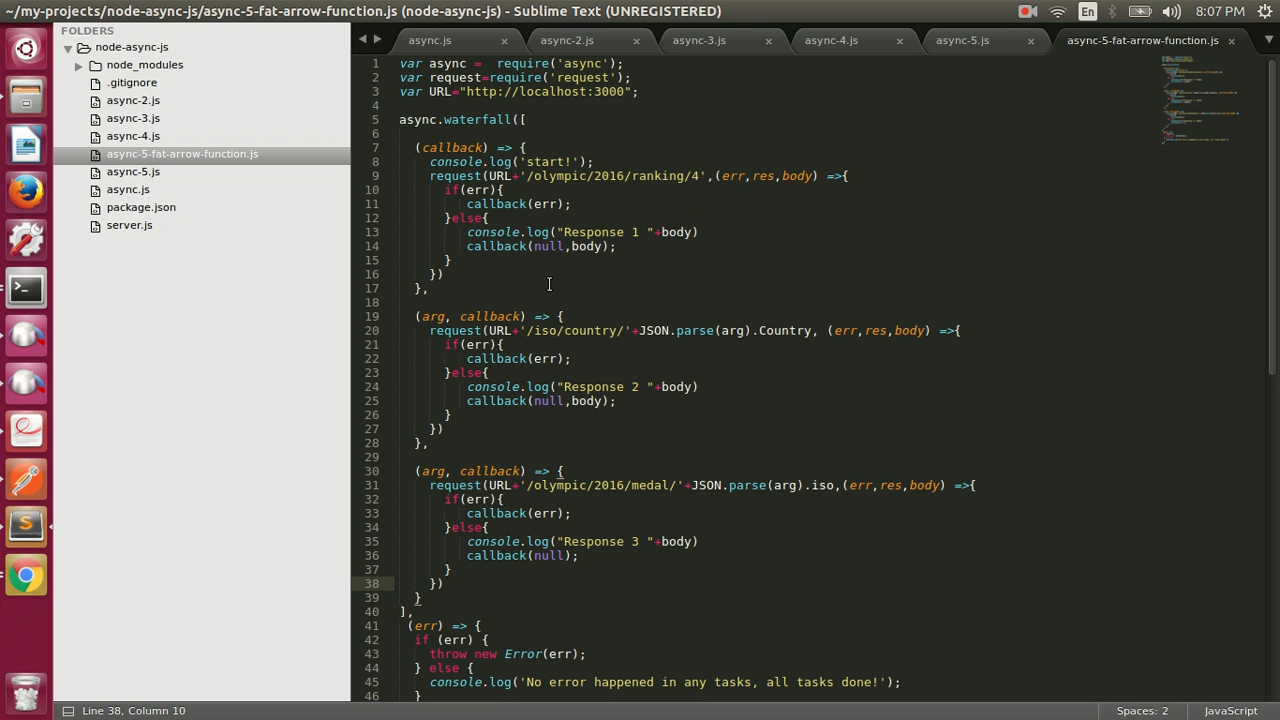 ~/my-projects/node-async-js/async-5-fat-arrow-function.js (node-async-js) - Sublime Text (UNREGISTERED)
En
8:07 PM
FOLDERS
node-async-js
node_modules
.gitignore
async-2.js
async-3.js
async-4.js
async-5-fat-arrow-function.js
async-5.js
async.js
package.json
server.js
async.js × async-2.js × async-3.js × async-4.js × async-5.js × async-5-fat-arrow-function.js ×
1 var async =  require('async');
2 var request=require('request');
3 var URL="http://localhost:3000";
4
5 async.waterfall([
6
7   (callback) => {
8     console.log('start!');
9     request(URL+'/olympic/2016/ranking/4',(err,res,body) =>{
10       if(err){
11          callback(err);
12       }else{
13          console.log("Response 1 "+body)
14          callback(null,body);
15       }
16     })
17   },
18
19   (arg, callback) => {
20     request(URL+'/iso/country/'+JSON.parse(arg).Country, (err,res,body) =>{
21       if(err){
22          callback(err);
23       }else{
24          console.log("Response 2 "+body)
25          callback(null,body);
26       }
27     })
28   },
29
30   (arg, callback) => {
31     request(URL+'/olympic/2016/medal/'+JSON.parse(arg).iso,(err,res,body) =>{
32       if(err){
33          callback(err);
34       }else{
35          console.log("Response 3 "+body)
36          callback(null);
37       }
38     })
39   }
40 ],
41  (err) => {
42   if (err) {
43     throw new Error(err);
44   } else {
45     console.log('No error happened in any tasks, all tasks done!');
46   }
Line 38, Column 10
Spaces: 2
JavaScript